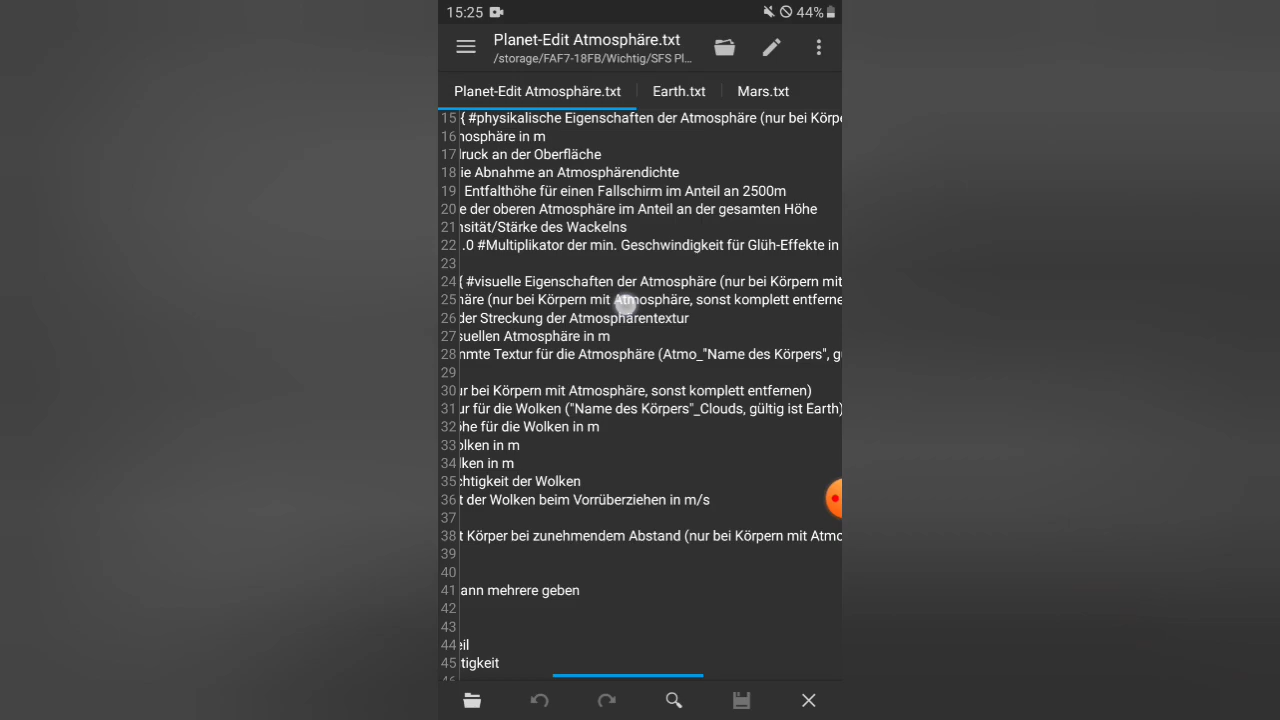 15:25 44%
Planet-Edit Atmosphäre.txt
/storage/FAF7-18FB/Wichtig/SFS Pl...
Planet-Edit Atmosphäre.txt Earth.txt Mars.txt
15 { #physikalische Eigenschaften der Atmosphäre (nur bei Körpe
16 nosphäre in m
17 druck an der Oberfläche
18 ie Abnahme an Atmosphärendichte
19 Entfalthöhe für einen Fallschirm im Anteil an 2500m
20 e der oberen Atmosphäre im Anteil an der gesamten Höhe
21 nsität/Stärke des Wackelns
22 .0 #Multiplikator der min. Geschwindigkeit für Glüh-Effekte in
23
24 { #visuelle Eigenschaften der Atmosphäre (nur bei Körpern mit
25 häre (nur bei Körpern mit Atmosphäre, sonst komplett entferne
26 der Streckung der Atmosphärentextur
27 suellen Atmosphäre in m
28 mmte Textur für die Atmosphäre (Atmo_"Name des Körpers", gü
29
30 ur bei Körpern mit Atmosphäre, sonst komplett entfernen)
31 ur für die Wolken ("Name des Körpers"_Clouds, gültig ist Earth)
32 öhe für die Wolken in m
33 olken in m
34 lken in m
35 chtigkeit der Wolken
36 t der Wolken beim Vorrüberziehen in m/s
37
38 t Körper bei zunehmendem Abstand (nur bei Körpern mit Atmo
39
40
41 ann mehrere geben
42
43
44 eil
45 tigkeit